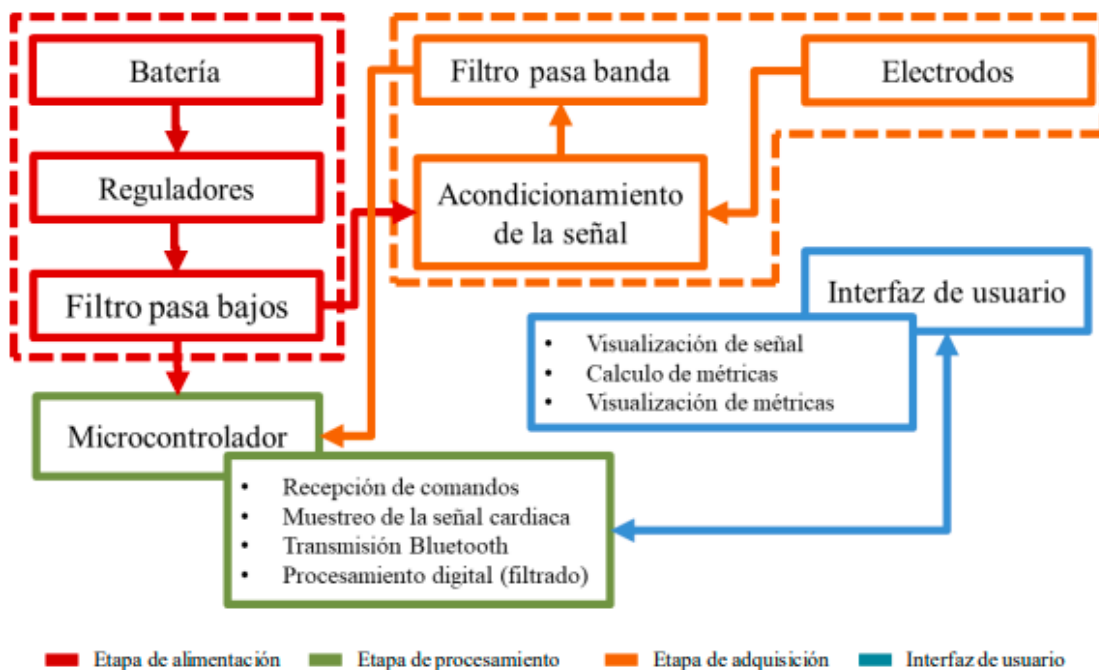 Batería
Reguladores
Filtro pasa bajos
Filtro pasa banda
Electrodos
Acondicionamiento
de la señal
Interfaz de usuario
• Visualización de señal
• Calculo de métricas
• Visualización de métricas
Microcontrolador
• Recepción de comandos
• Muestreo de la señal cardiaca
• Transmisión Bluetooth
• Procesamiento digital (filtrado)
Etapa de alimentación
Etapa de procesamiento
Etapa de adquisición
Interfaz de usuario